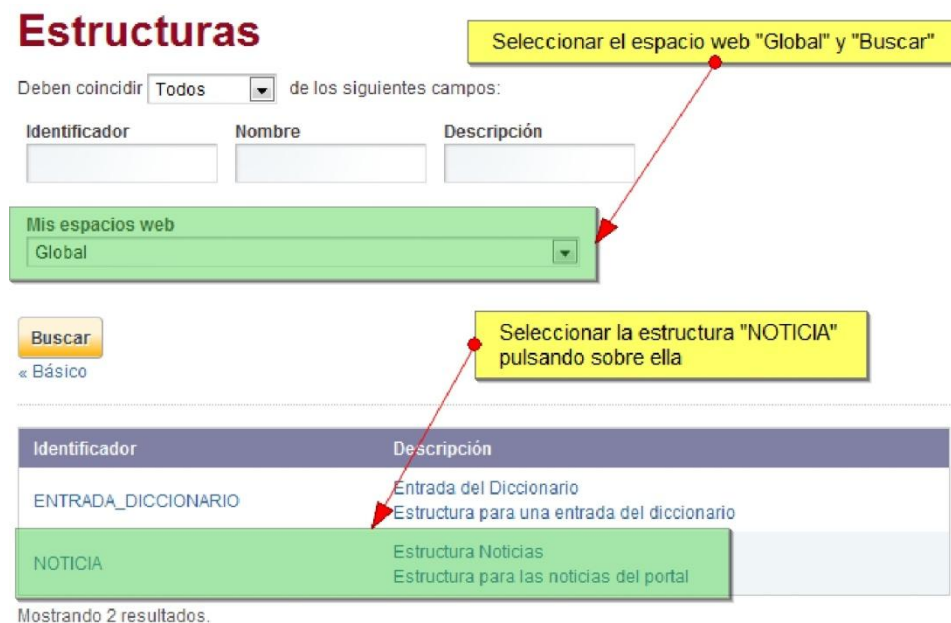 Estructuras
Seleccionar el espacio web "Global" y "Buscar"
Deben coincidir Todos de los siguientes campos:
Identificador Nombre Descripción
Mis espacios web
Global
Buscar
« Básico
Seleccionar la estructura "NOTICIA"
pulsando sobre ella
Identificador Descripción
ENTRADA_DICCIONARIO Entrada del Diccionario
Estructura para una entrada del diccionario
NOTICIA Estructura Noticias
Estructura para las noticias del portal
Mostrando 2 resultados.